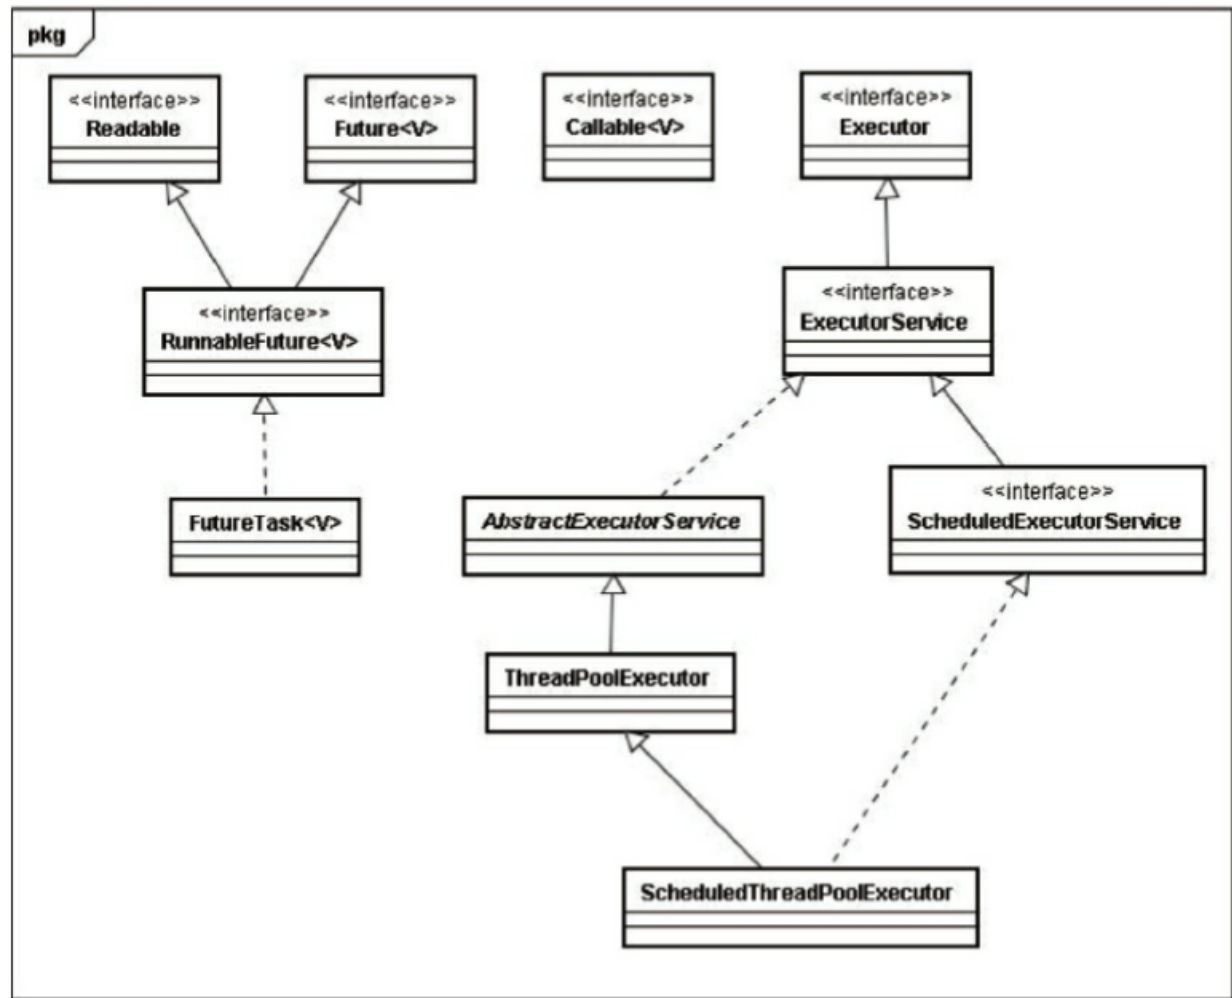 pkg
<<interface>>
Readable
<<interface>>
Future<V>
<<interface>>
Callable<V>
<<interface>>
Executor
<<interface>>
RunnableFuture<V>
<<interface>>
ExecutorService
FutureTask<V>
AbstractExecutorService
<<interface>>
ScheduledExecutorService
ThreadPoolExecutor
ScheduledThreadPoolExecutor